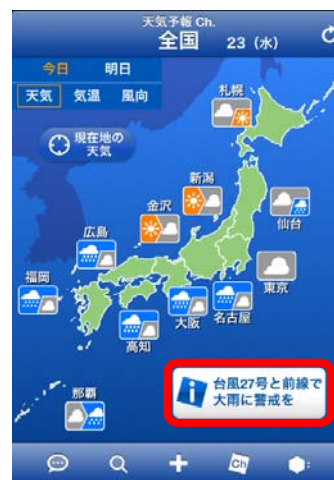 天気予報 Ch.
全国 23 (水)
今日 明日
天気 気温 風向
現在地の
天気
札幌
新潟
金沢
仙台
広島
福岡
東京
名古屋
大阪
高知
那覇
台風27号と前線で
大雨に警戒を
Ch